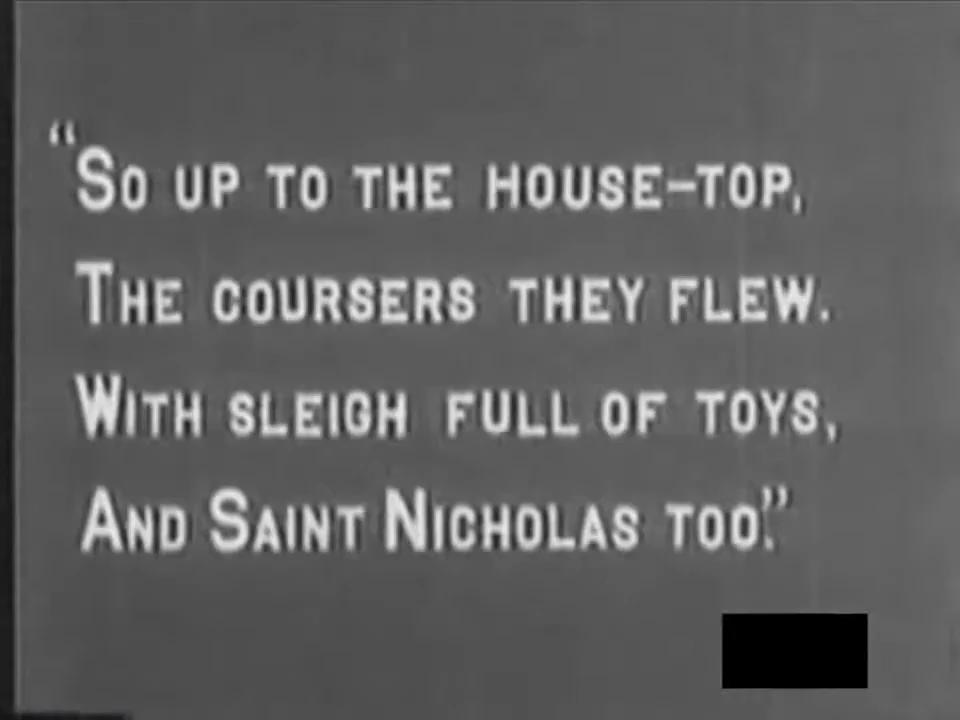 “So up to the house-top,
The coursers they flew.
With sleigh full of toys,
And Saint Nicholas too.”